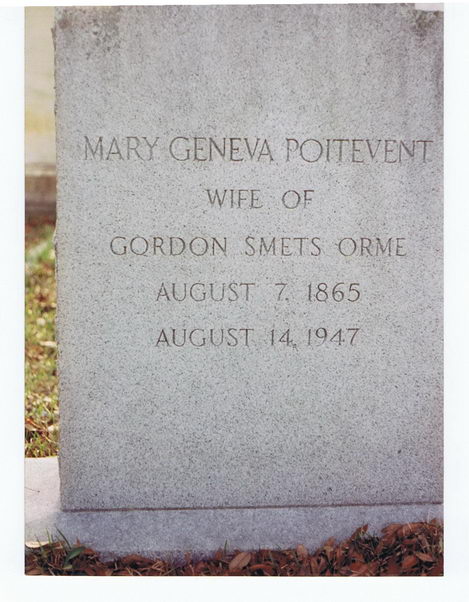 MARY GENEVA POITEVENT
WIFE OF
GORDON SMETS ORME
AUGUST 7, 1865
AUGUST 14, 1947